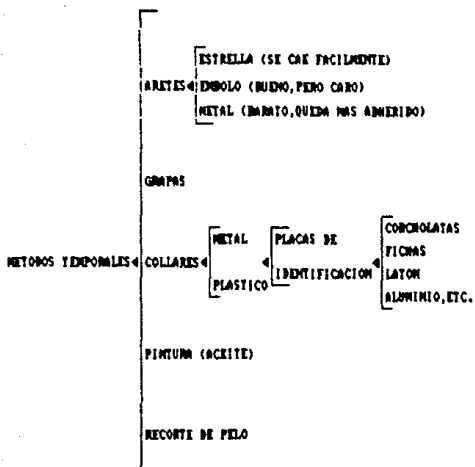 ESTRELLA (SE CAE FACILMENTE)
ARETES EMBOLO (BUENO,PERO CARO)
METAL (BARATO,QUEDA MAS ADHERIDO)
GRAPAS
CORCHOLATAS
METAL PLACAS DE
FICHAS
METODOS TEMPORALES COLLARES
IDENTIFICACION LATON
PLASTICO
ALUMINIO,ETC.
PINTURA (ACEITE)
RECORTE DE PELO